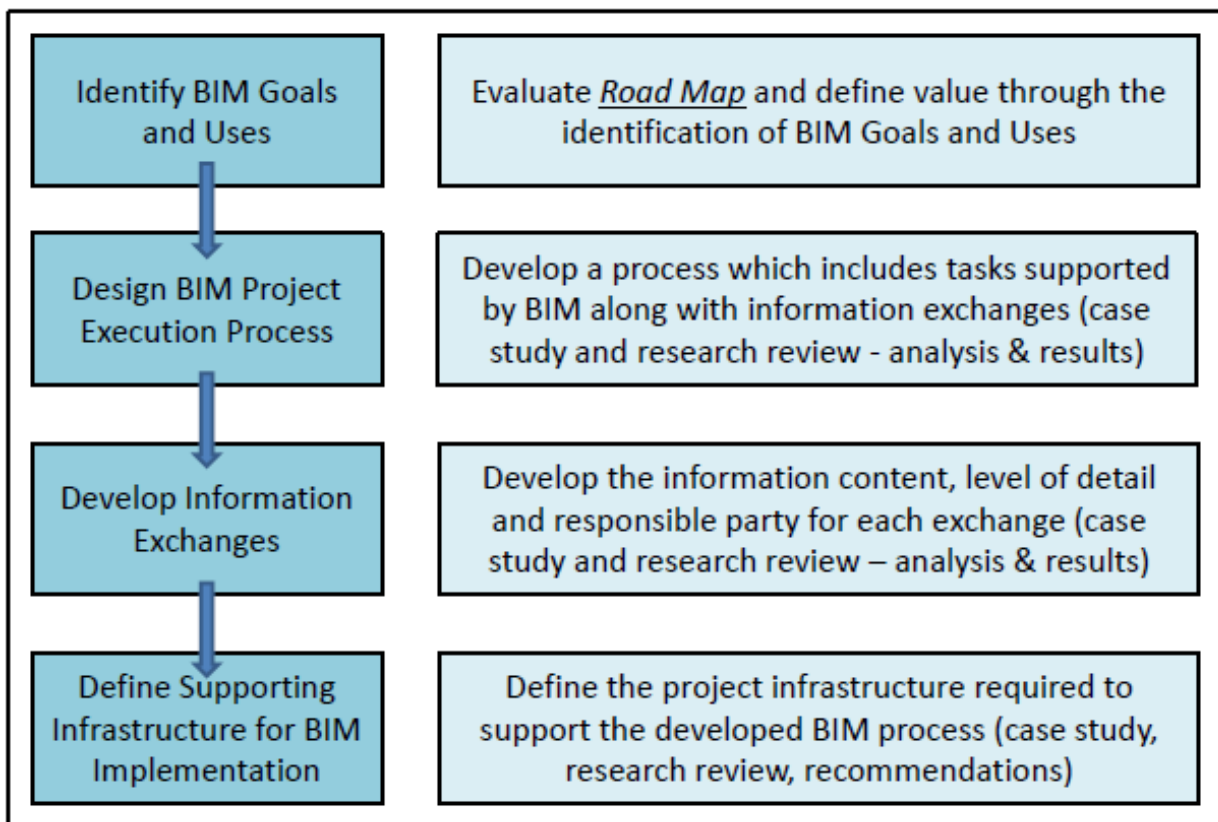 Identify BIM Goals
and Uses
Evaluate Road Map and define value through the
identification of BIM Goals and Uses
Design BIM Project
Execution Process
Develop a process which includes tasks supported
by BIM along with information exchanges (case
study and research review - analysis & results)
Develop Information
Exchanges
Develop the information content, level of detail
and responsible party for each exchange (case
study and research review – analysis & results)
Define Supporting
Infrastructure for BIM
Implementation
Define the project infrastructure required to
support the developed BIM process (case study,
research review, recommendations)